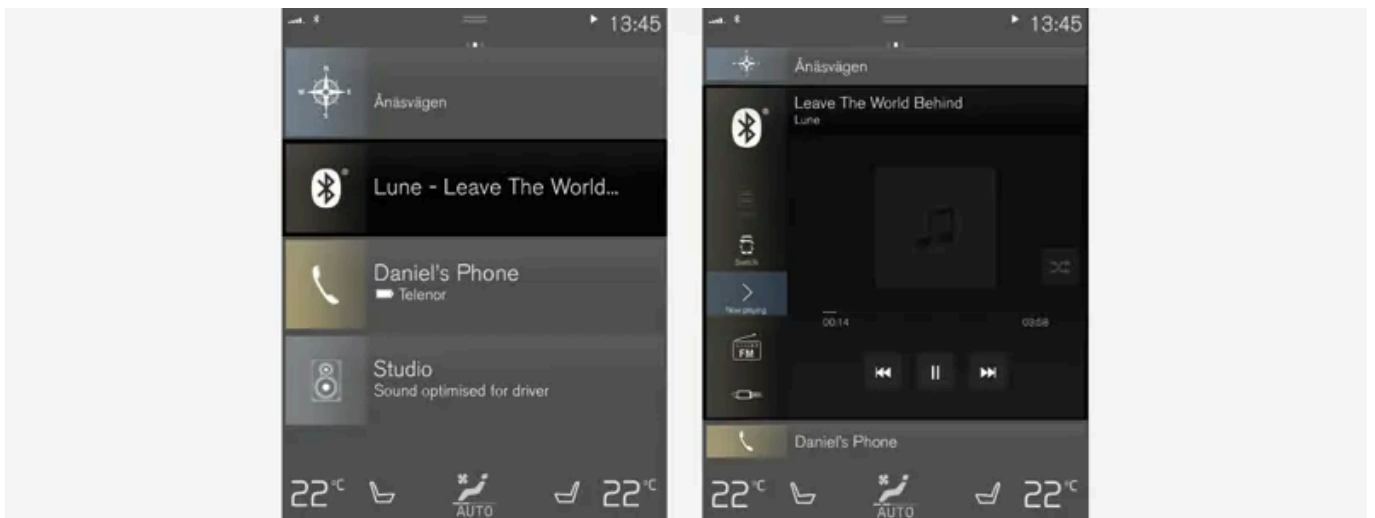 13:45
Änäsvägen
Lune - Leave The World...
Daniel's Phone
Telenor
Studio
Sound optimised for driver
22°C
AUTO
22°C
13:45
Änäsvägen
Leave The World Behind
Lune
Switch
Now playing
00:14
03:58
FM
Daniel's Phone
22°C
AUTO
22°C